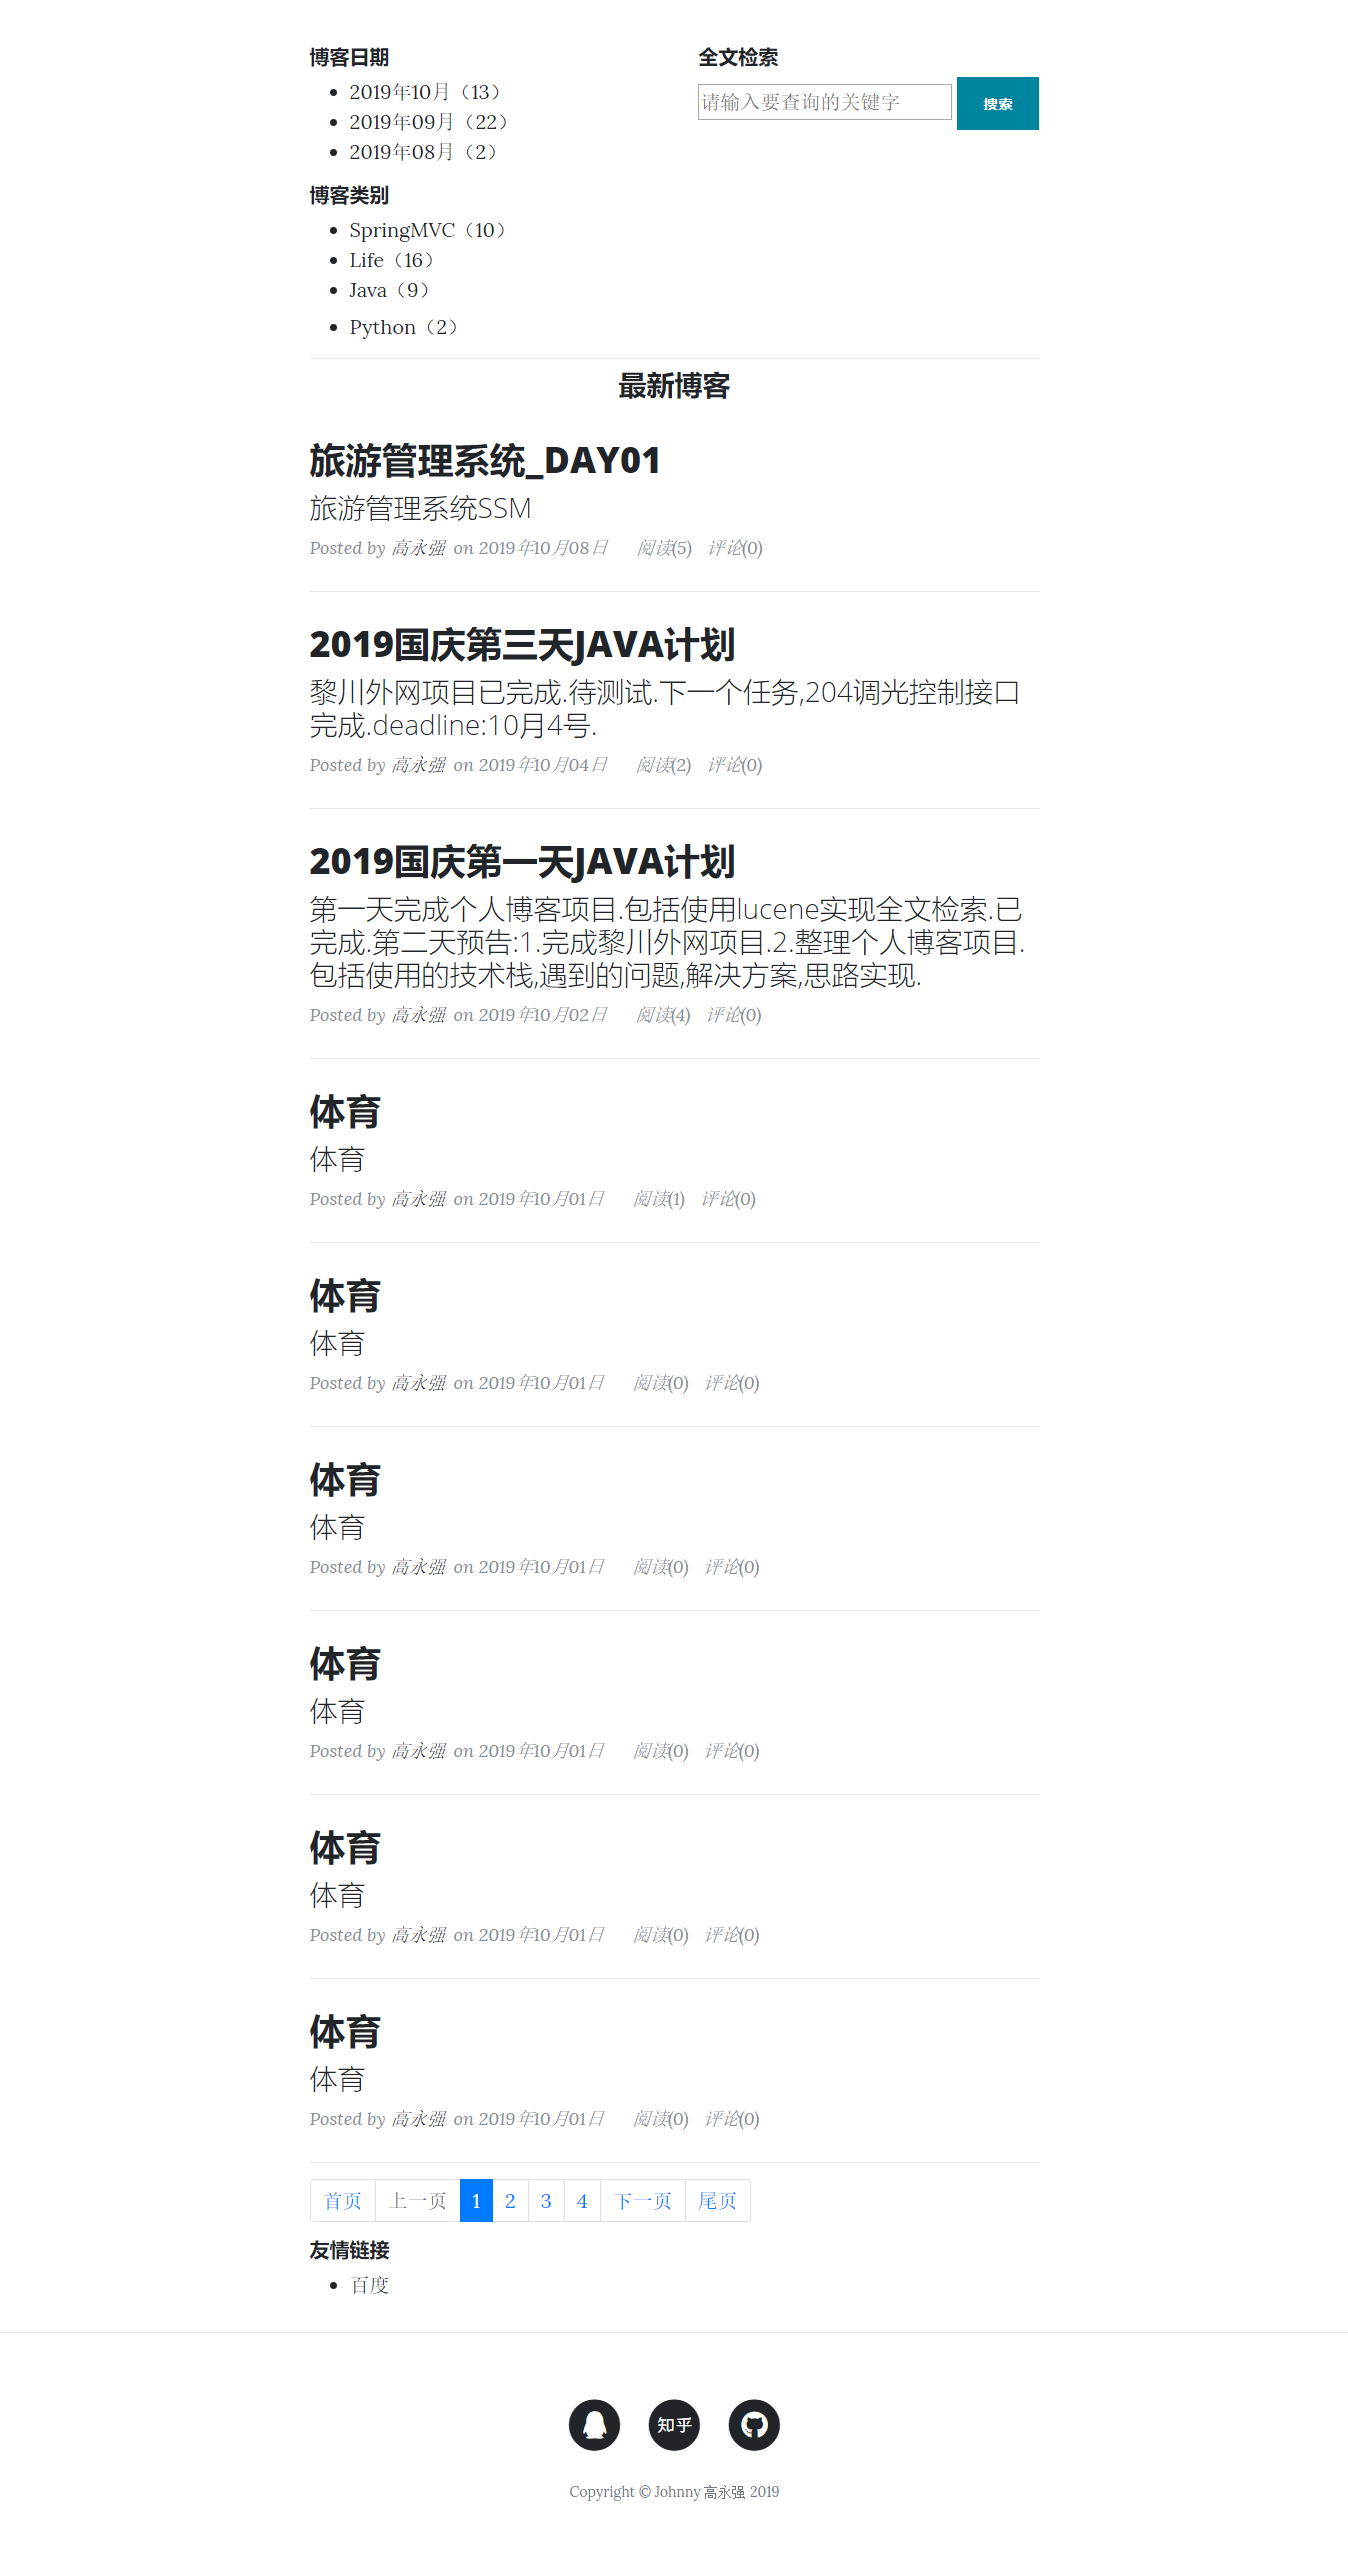 博客日期
2019年10月（13）
2019年09月（22）
2019年08月（2）
博客类别
SpringMVC（10）
Life（16）
Java（9）
Python（2）
全文检索
请输入要查询的关键字 搜索
最新博客
旅游管理系统_DAY01
旅游管理系统SSM
Posted by 高永强 on 2019年10月08日 阅读(5) 评论(0)
2019国庆第三天JAVA计划
黎川外网项目已完成.待测试.下一个任务,204调光控制接口
完成.deadline:10月4号.
Posted by 高永强 on 2019年10月04日 阅读(2) 评论(0)
2019国庆第一天JAVA计划
第一天完成个人博客项目.包括使用lucene实现全文检索.已
完成.第二天预告:1.完成黎川外网项目.2.整理个人博客项目.
包括使用的技术栈,遇到的问题,解决方案,思路实现.
Posted by 高永强 on 2019年10月02日 阅读(4) 评论(0)
体育
体育
Posted by 高永强 on 2019年10月01日 阅读(1) 评论(0)
体育
体育
Posted by 高永强 on 2019年10月01日 阅读(0) 评论(0)
体育
体育
Posted by 高永强 on 2019年10月01日 阅读(0) 评论(0)
体育
体育
Posted by 高永强 on 2019年10月01日 阅读(0) 评论(0)
体育
体育
Posted by 高永强 on 2019年10月01日 阅读(0) 评论(0)
体育
体育
Posted by 高永强 on 2019年10月01日 阅读(0) 评论(0)
首页 上一页 1 2 3 4 下一页 尾页
友情链接
百度
知乎
Copyright © Johnny 高永强 2019